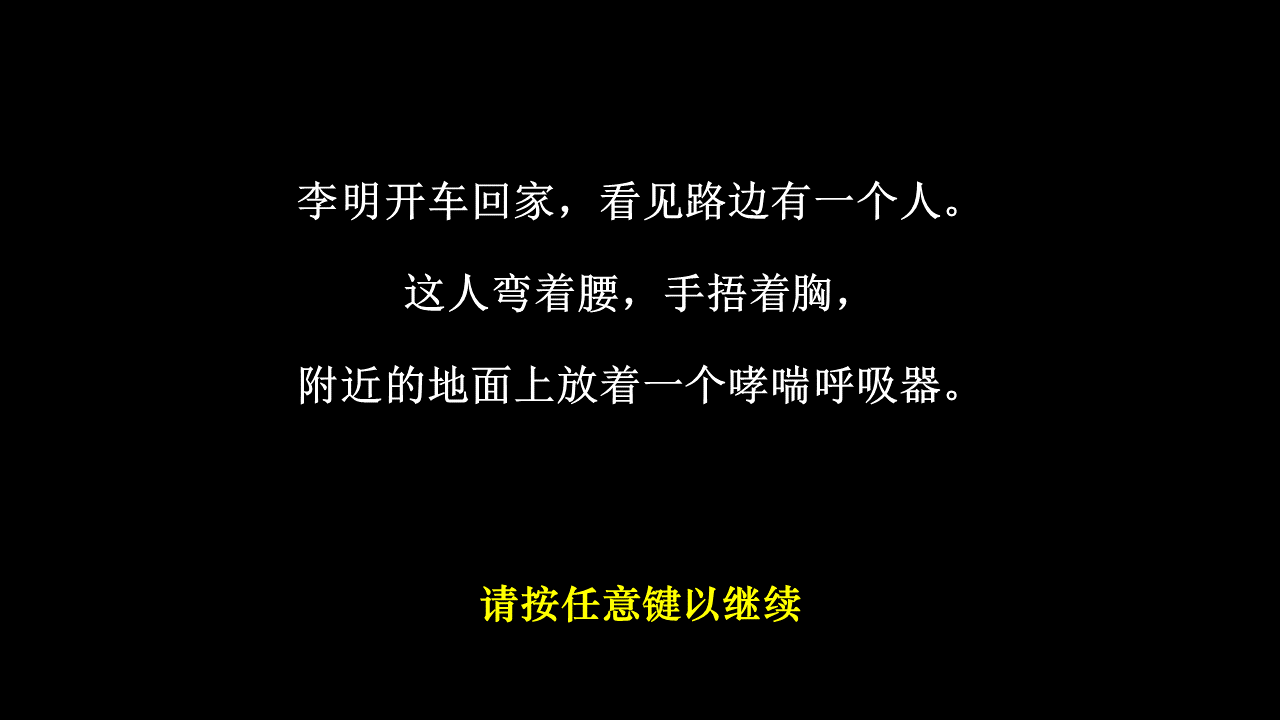 李明开车回家，看见路边有一个人。
这人弯着腰，手捂着胸，
附近的地面上放着一个哮喘呼吸器。
请按任意键以继续